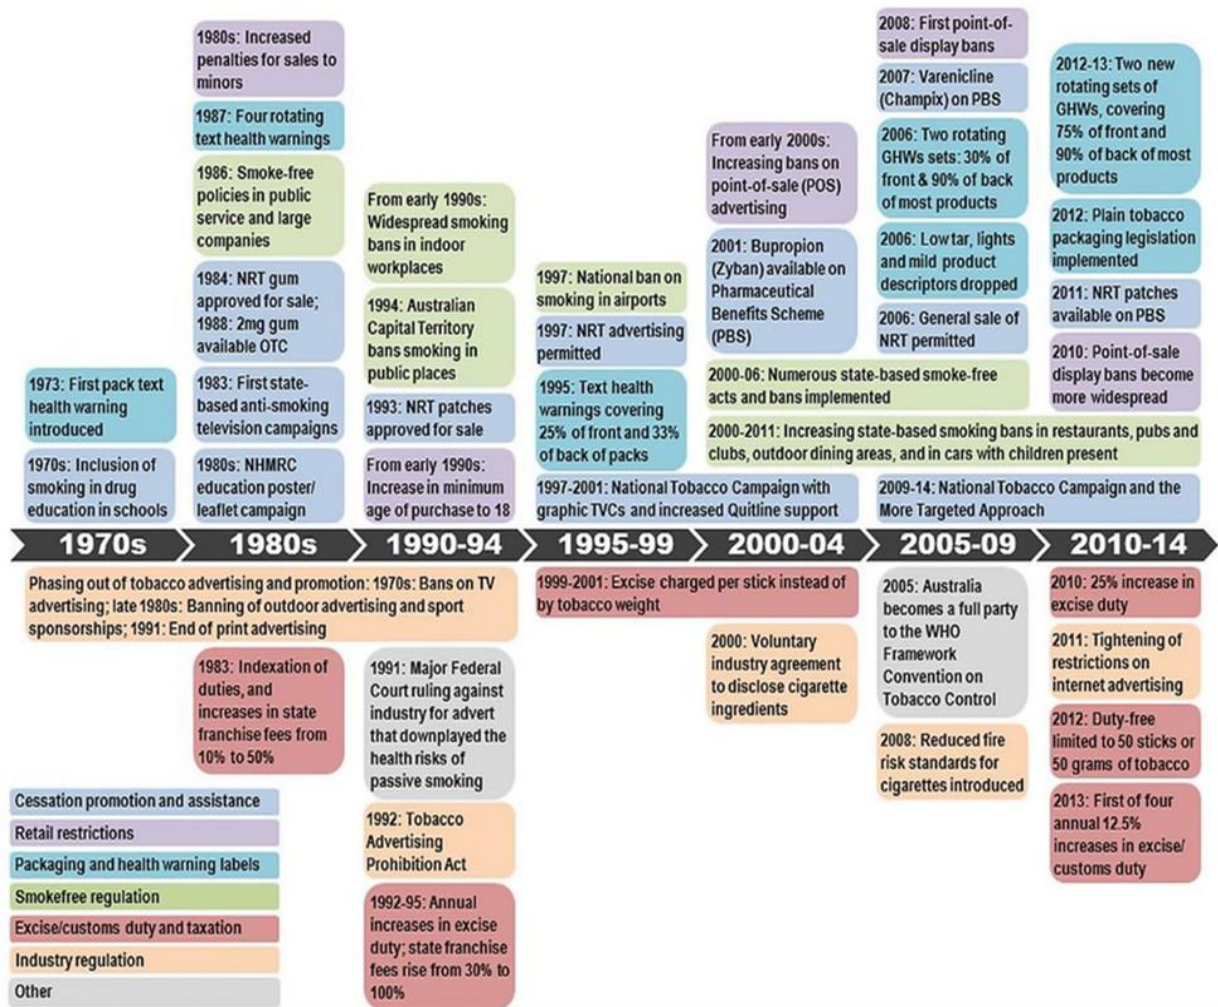 1980s: Increased
penalties for sales to
minors
1987: Four rotating
text health warnings
1986: Smoke-free
policies in public
service and large
companies
1984: NRT gum
approved for sale;
1988: 2mg gum
available OTC
1973: First pack text
health warning
introduced
1983: First state-
based anti-smoking
television campaigns
1970s: Inclusion of
smoking in drug
education in schools
1980s: NHMRC
education poster/
leaflet campaign
From early 1990s:
Widespread smoking
bans in indoor
workplaces
1994: Australian
Capital Territory
bans smoking in
public places
1993: NRT patches
approved for sale
From early 1990s:
Increase in minimum
age of purchase to 18
1997: National ban on
smoking in airports
1997: NRT advertising
permitted
1995: Text health
warnings covering
25% of front and 33%
of back of packs
From early 2000s:
Increasing bans on
point-of-sale (POS)
advertising
2001: Bupropion
(Zyban) available on
Pharmaceutical
Benefits Scheme
(PBS)
2008: First point-of-
sale display bans
2007: Varenicline
(Champix) on PBS
2006: Two rotating
GHWs sets: 30% of
front & 90% of back
of most products
2006: Low tar, lights
and mild product
descriptors dropped
2006: General sale of
NRT permitted
2012-13: Two new
rotating sets of
GHWs, covering
75% of front and
90% of back of most
products
2012: Plain tobacco
packaging legislation
implemented
2011: NRT patches
available on PBS
2010: Point-of-sale
display bans become
more widespread
2000-06: Numerous state-based smoke-free
acts and bans implemented
2000-2011: Increasing state-based smoking bans in restaurants, pubs and
clubs, outdoor dining areas, and in cars with children present
1997-2001: National Tobacco Campaign with
graphic TVCs and increased Quitline support
2009-14: National Tobacco Campaign and the
More Targeted Approach
1970s
1980s
1990-94
1995-99
2000-04
2005-09
2010-14
Phasing out of tobacco advertising and promotion: 1970s: Bans on TV
advertising; late 1980s: Banning of outdoor advertising and sport
sponsorships; 1991: End of print advertising
1983: Indexation of
duties, and
increases in state
franchise fees from
10% to 50%
1991: Major Federal
Court ruling against
industry for advert
that downplayed the
health risks of
passive smoking
1992: Tobacco
Advertising
Prohibition Act
1992-95: Annual
increases in excise
duty; state franchise
fees rise from 30% to
100%
1999-2001: Excise charged per stick instead of
by tobacco weight
2000: Voluntary
industry agreement
to disclose cigarette
ingredients
2005: Australia
becomes a full party
to the WHO
Framework
Convention on
Tobacco Control
2008: Reduced fire
risk standards for
cigarettes introduced
2010: 25% increase in
excise duty
2011: Tightening of
restrictions on
internet advertising
2012: Duty-free
limited to 50 sticks or
50 grams of tobacco
2013: First of four
annual 12.5%
increases in excise/
customs duty
Cessation promotion and assistance
Retail restrictions
Packaging and health warning labels
Smokefree regulation
Excise/customs duty and taxation
Industry regulation
Other